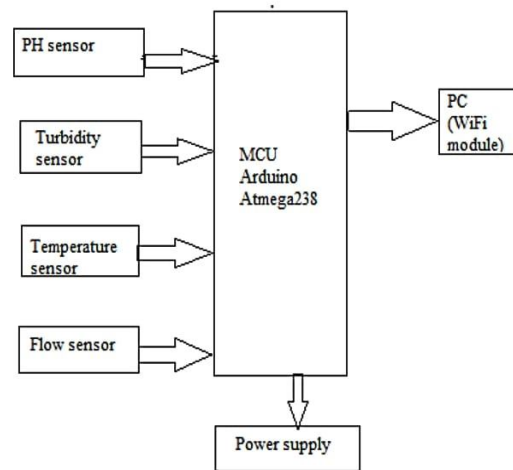 PH sensor
Turbidity
sensor
Temperature
sensor
Flow sensor
MCU
Arduino
Atmega238
PC
(WiFi
module)
Power supply